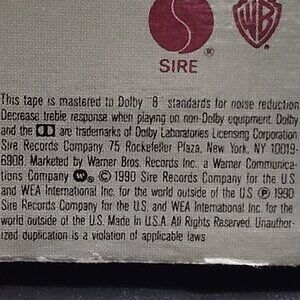 SIRE ®
WB
This tape is mastered to Dolby "B" standards for noise reduction
Decrease treble response when playing on non-Dolby equipment. Dolby
and the are trademarks of Dolby Laboratories Licensing Corporation
Sire Records Company, 75 Rockefeller Plaza, New York, NY 10019-
6908. Marketed by Warner Bros. Records Inc., a Warner Communica-
tions Company ⓦ, © 1990 Sire Records Company for the U.S.
and WEA International Inc. for the world outside of the U.S. ℗ 1990
Sire Records Company for the U.S. and WEA International Inc. for the
world outside of the U.S. Made in U.S.A. All Rights Reserved. Unauthor-
ized duplication is a violation of applicable laws